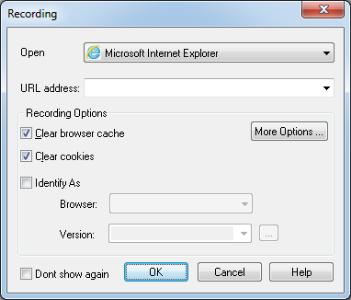 Recording
Open Microsoft Internet Explorer
URL address:
Recording Options
Clear browser cache More Options ...
Clear cookies
Identify As
Browser:
Version: ...
Dont show again OK Cancel Help